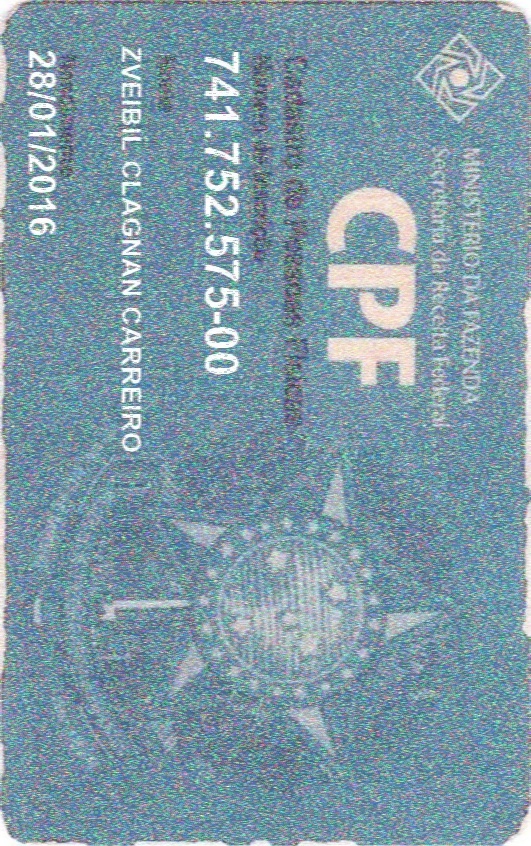 MINISTÉRIO DA FAZENDA
Secretaria da Receita Federal
CPF
Cadastro de Pessoas Físicas
Número de Inscrição
741.752.575-00
Nome
ZVEIBIL CLAGNAN CARREIRO
Nascimento
28/01/2016